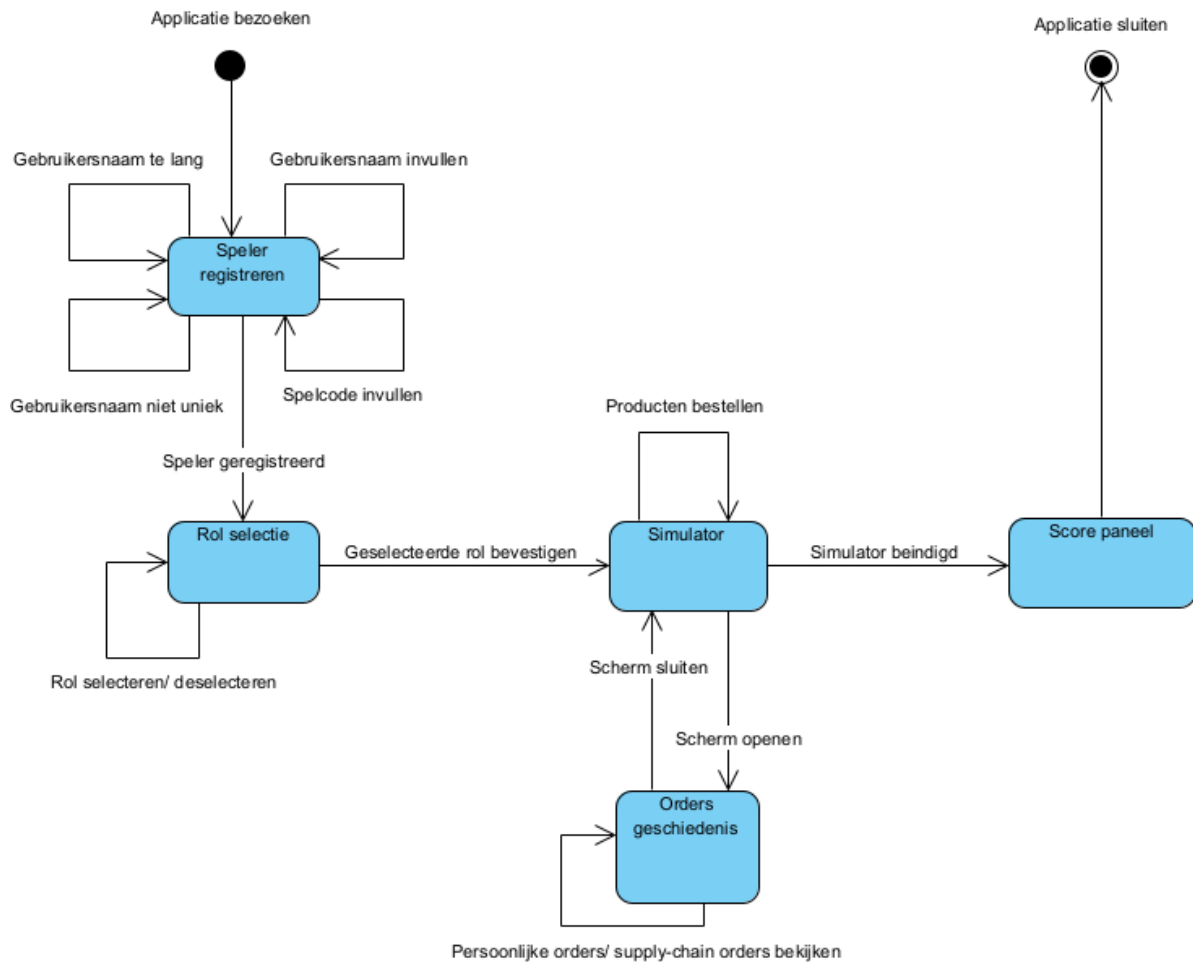 Applicatie bezoeken
Applicatie sluiten
Gebruikersnaam te lang
Gebruikersnaam invullen
Speler
registreren
Gebruikersnaam niet uniek
Spelcode invullen
Speler geregistreerd
Producten bestellen
Rol selectie
Geselecteerde rol bevestigen
Simulator
Simulator beindigd
Score paneel
Rol selecteren/ deselecteren
Scherm sluiten
Scherm openen
Orders
geschiedenis
Persoonlijke orders/ supply-chain orders bekijken